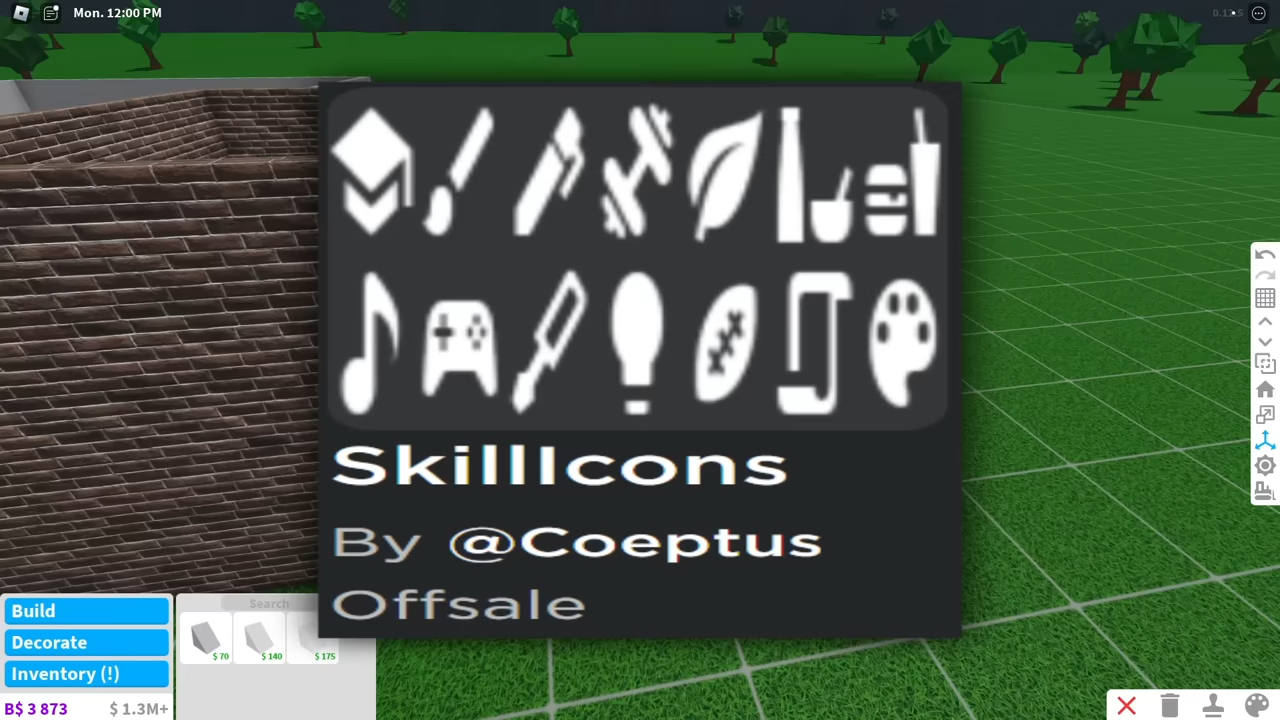 Mon. 12:00 PM
SkillIcons
By @Coeptus
Offsale
Build
Decorate
Inventory (!)
B$ 3 873
$ 1.3M+
Search
$ 70
$ 140
$ 175